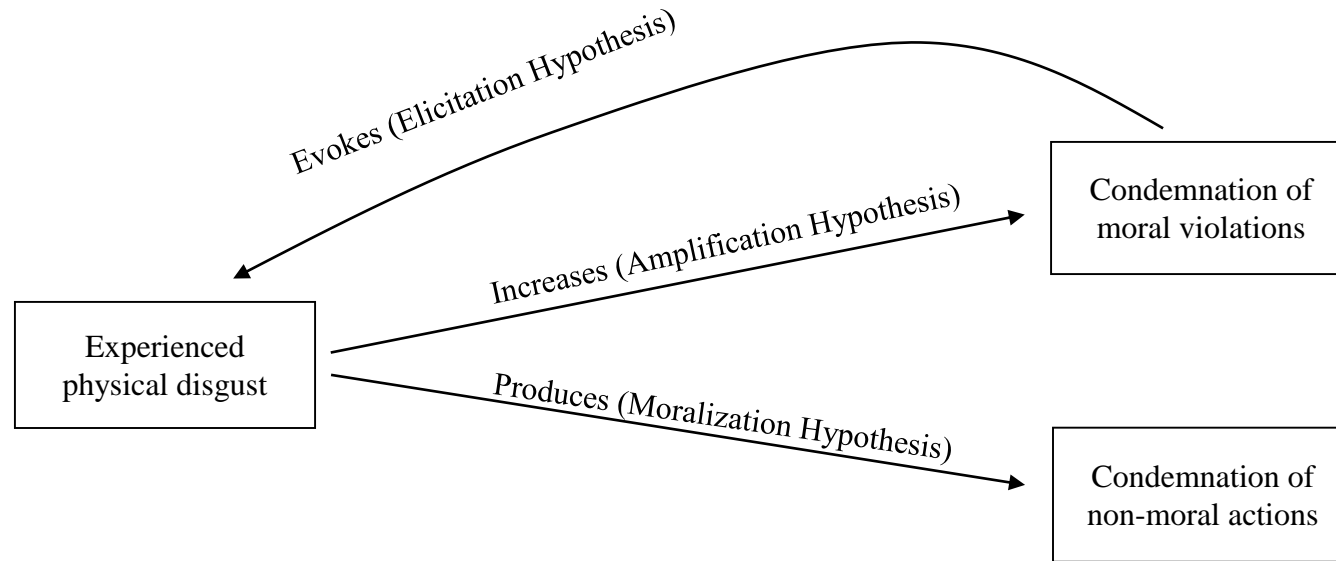 Evokes (Elicitation Hypothesis)
Condemnation of
moral violations
Increases (Amplification Hypothesis)
Experienced
physical disgust
Produces (Moralization Hypothesis)
Condemnation of
non-moral actions